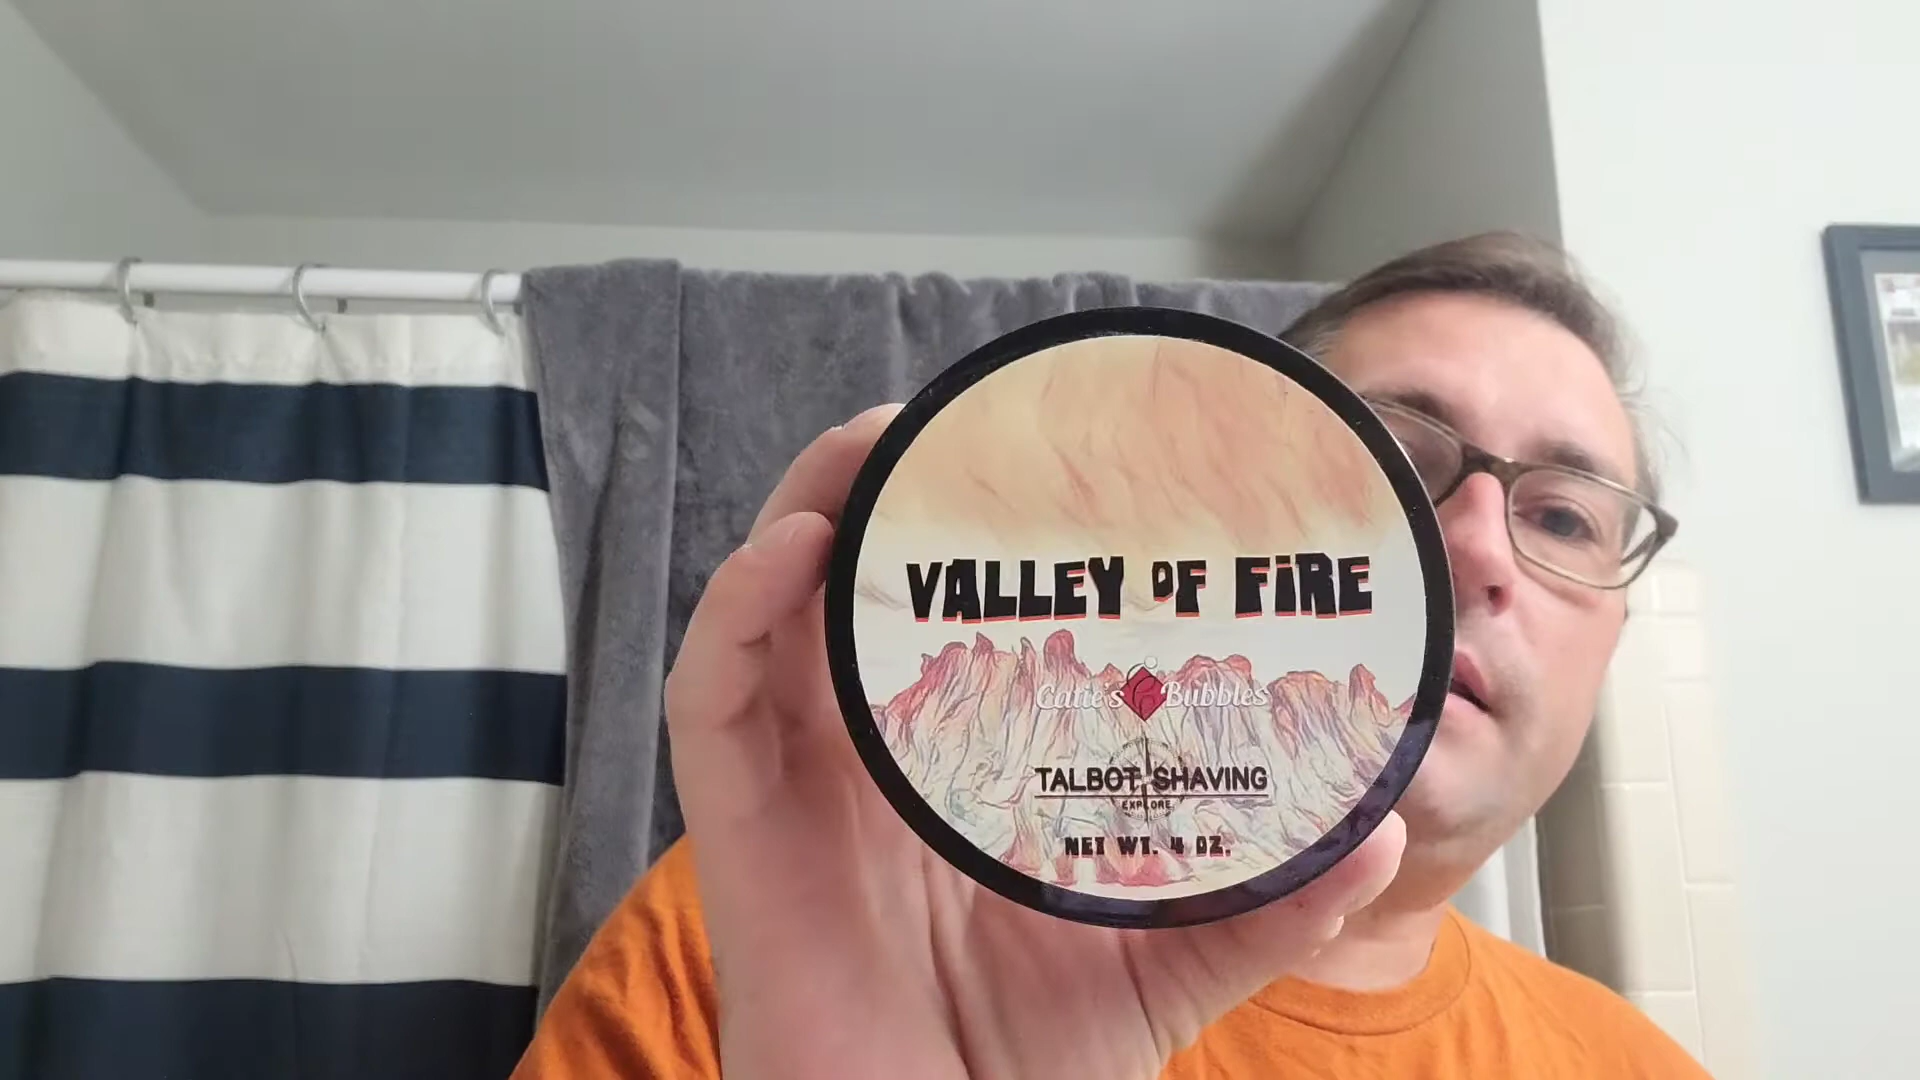 VALLEY OF FIRE
Catie's Bubbles
TALBOT SHAVING
EXPLORE
NET WT. 4 OZ.